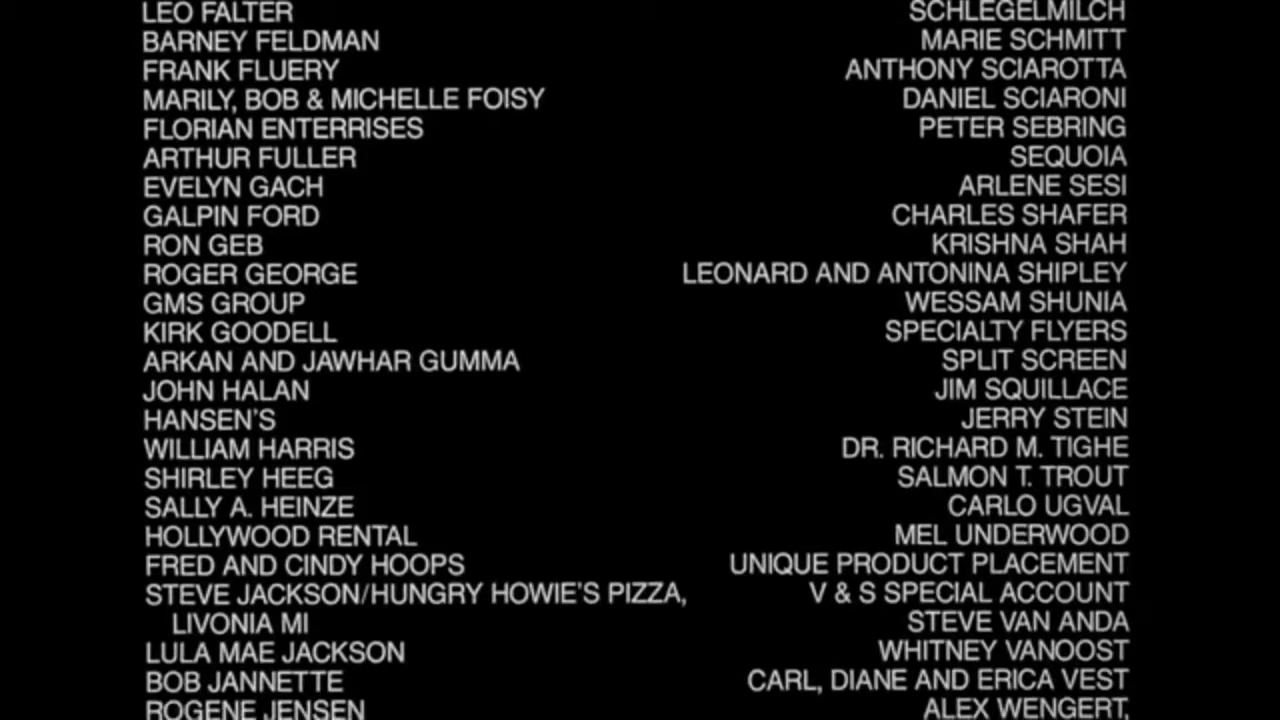 LEO FALTER
BARNEY FELDMAN
FRANK FLUERY
MARILY, BOB & MICHELLE FOISY
FLORIAN ENTERRISES
ARTHUR FULLER
EVELYN GACH
GALPIN FORD
RON GEB
ROGER GEORGE
GMS GROUP
KIRK GOODELL
ARKAN AND JAWHAR GUMMA
JOHN HALAN
HANSEN'S
WILLIAM HARRIS
SHIRLEY HEEG
SALLY A. HEINZE
HOLLYWOOD RENTAL
FRED AND CINDY HOOPS
STEVE JACKSON/HUNGRY HOWIE'S PIZZA,
LIVONIA MI
LULA MAE JACKSON
BOB JANNETTE
ROGENE JENSEN
SCHLEGELMILCH
MARIE SCHMITT
ANTHONY SCIAROTTA
DANIEL SCIARONI
PETER SEBRING
SEQUOIA
ARLENE SESI
CHARLES SHAFER
KRISHNA SHAH
LEONARD AND ANTONINA SHIPLEY
WESSAM SHUNIA
SPECIALTY FLYERS
SPLIT SCREEN
JIM SQUILLACE
JERRY STEIN
DR. RICHARD M. TIGHE
SALMON T. TROUT
CARLO UGVAL
MEL UNDERWOOD
UNIQUE PRODUCT PLACEMENT
V & S SPECIAL ACCOUNT
STEVE VAN ANDA
WHITNEY VANOOST
CARL, DIANE AND ERICA VEST
ALEX WENGERT,